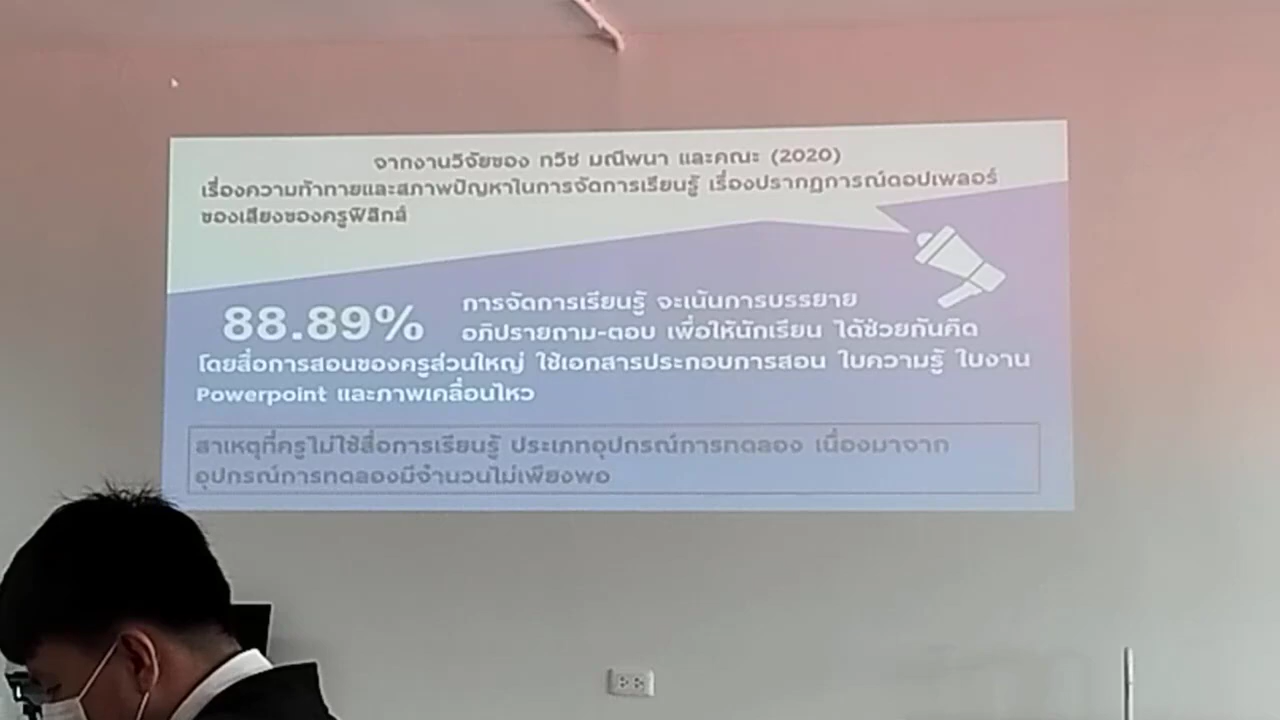 จากงานวิจัยของ ทวิช มณีพนา และคณะ (2020)
เรื่องความท้าทายและสภาพปัญหาในการจัดการเรียนรู้ เรื่องปรากฏการณ์ดอปเพลอร์
ของเสียงของครูฟิสิกส์
88.89%
การจัดการเรียนรู้ จะเน้นการบรรยาย
อภิปรายถาม-ตอบ เพื่อให้นักเรียน ได้ช่วยกันคิด
โดยสื่อการสอนของครูส่วนใหญ่ ใช้เอกสารประกอบการสอน ใบความรู้ ใบงาน
Powerpoint และภาพเคลื่อนไหว
สาเหตุที่ครูไม่ใช้สื่อการเรียนรู้ ประเภทอุปกรณ์การทดลอง เนื่องมาจาก
อุปกรณ์การทดลองมีจำนวนไม่เพียงพอ